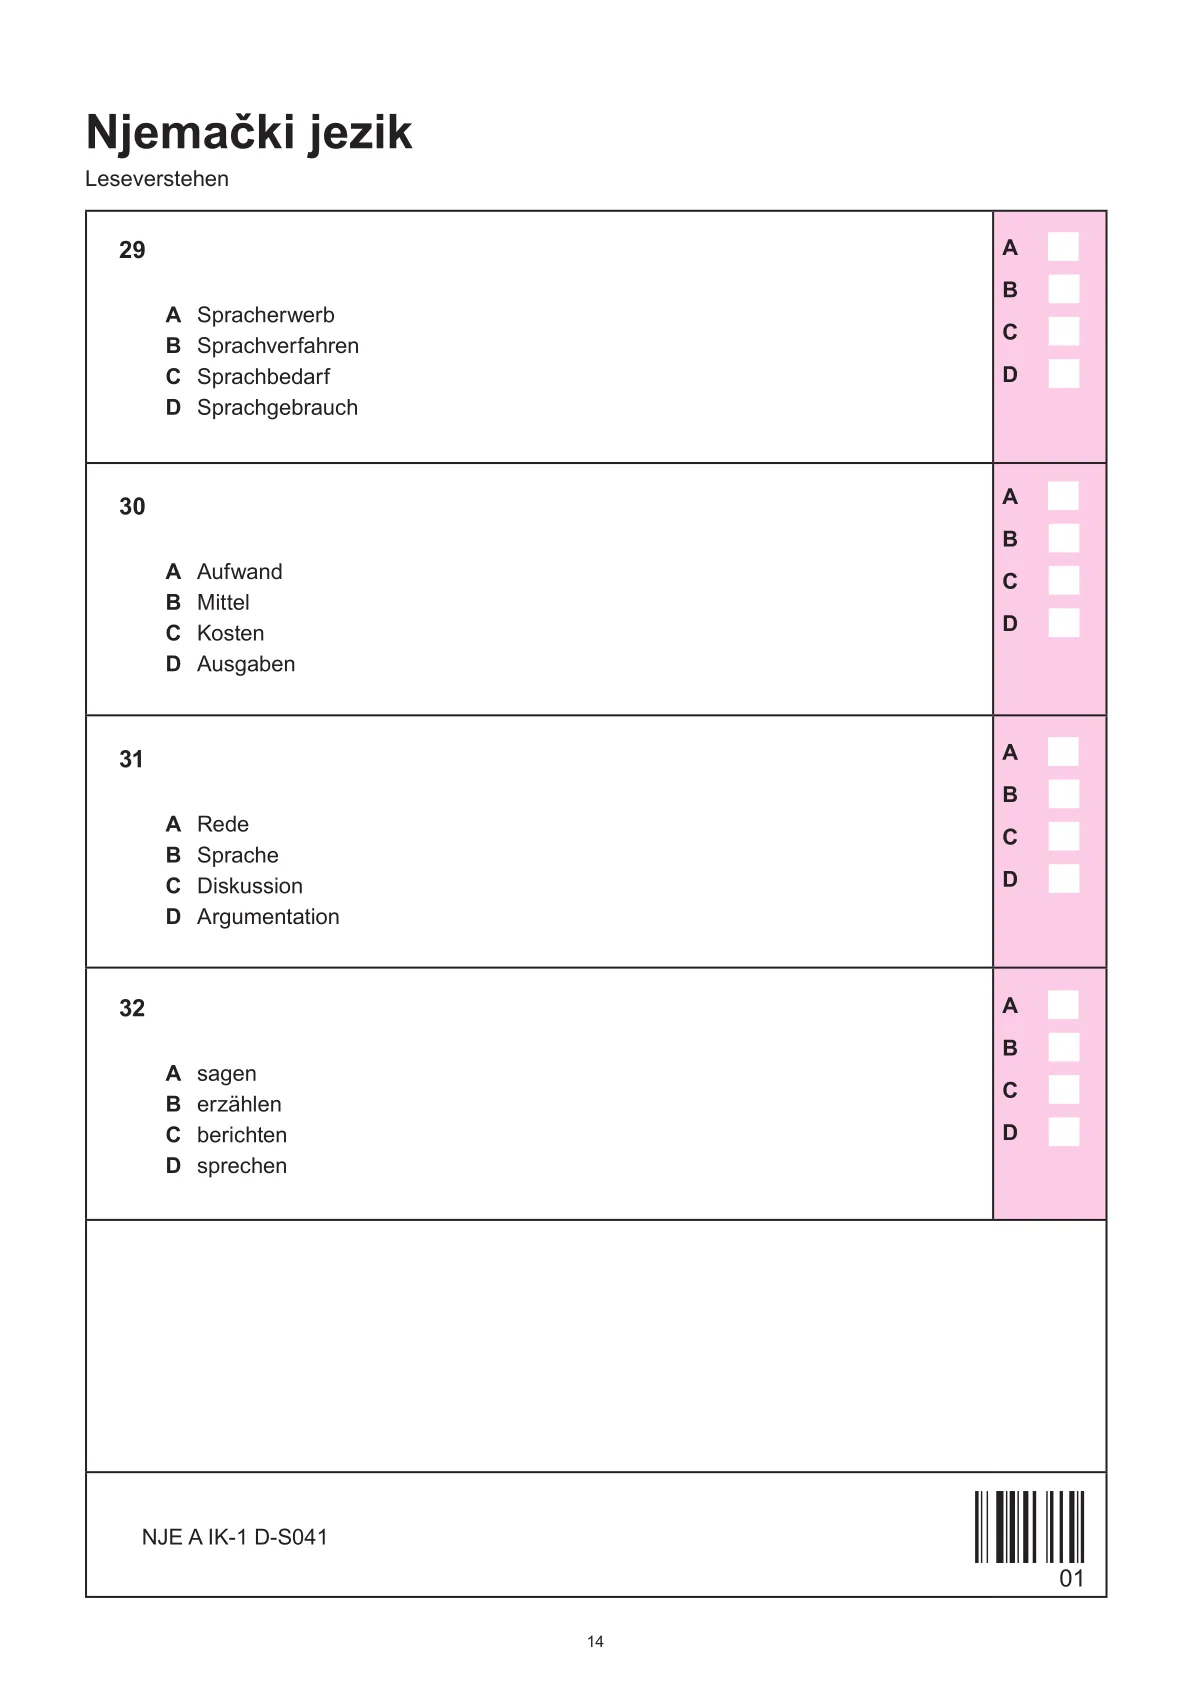 Njemački jezik
Leseverstehen
29
A Spracherwerb
B Sprachverfahren
C Sprachbedarf
D Sprachgebrauch
A
B
C
D
30
A Aufwand
B Mittel
C Kosten
D Ausgaben
A
B
C
D
31
A Rede
B Sprache
C Diskussion
D Argumentation
A
B
C
D
32
A sagen
B erzählen
C berichten
D sprechen
A
B
C
D
NJE A IK-1 D-S041
01
14